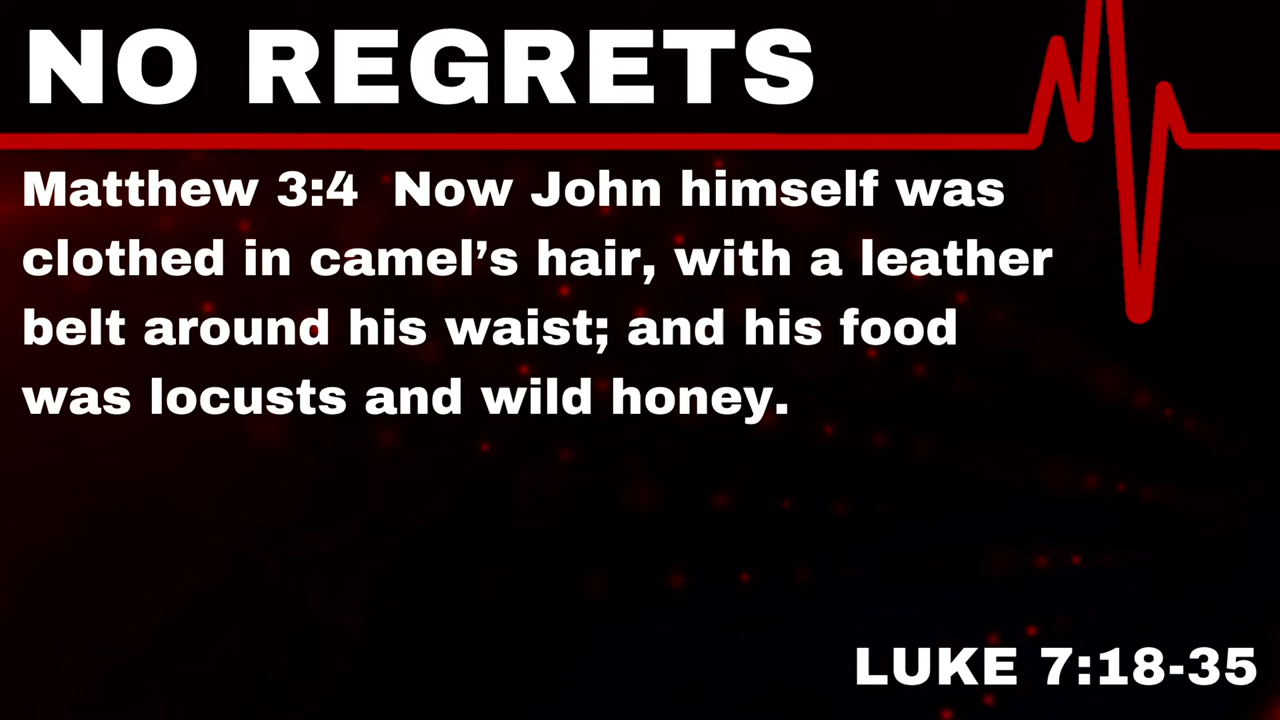 NO REGRETS
Matthew 3:4  Now John himself was
clothed in camel’s hair, with a leather
belt around his waist; and his food
was locusts and wild honey.
LUKE 7:18-35